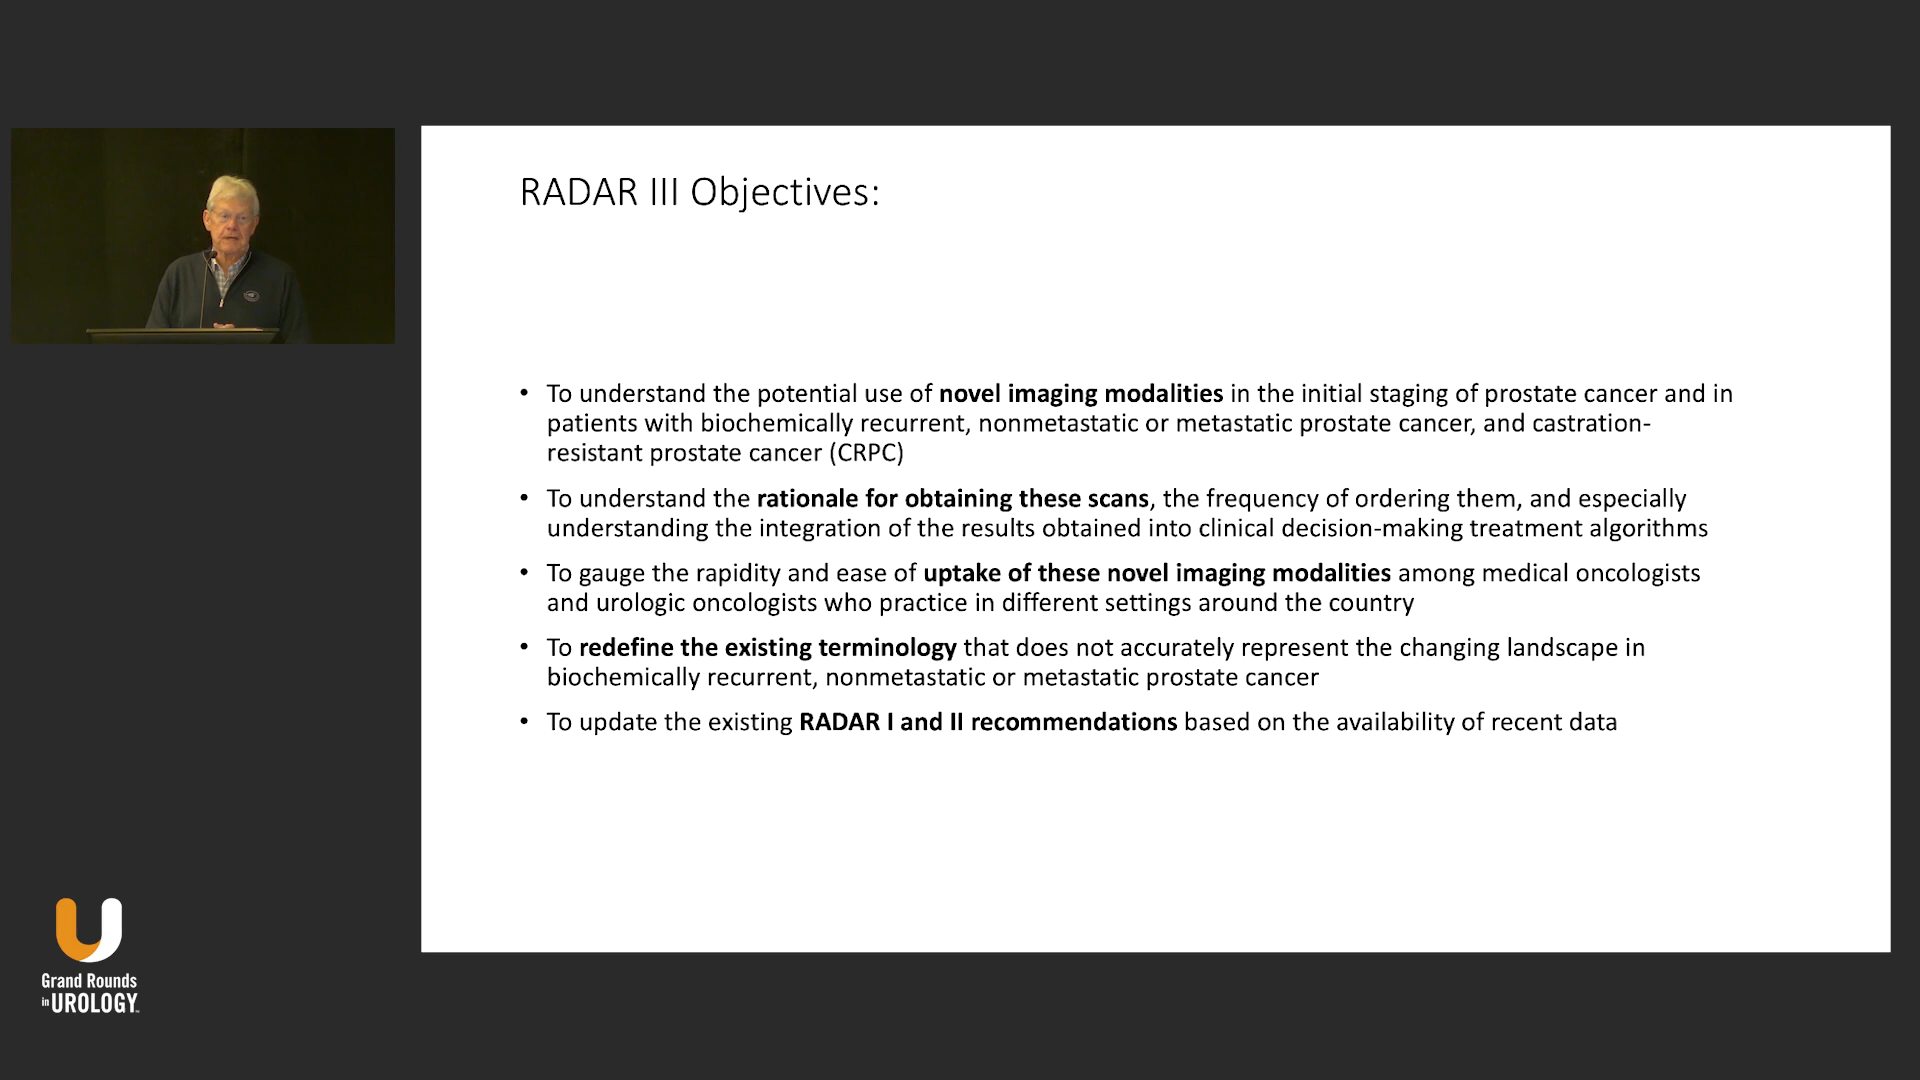 RADAR III Objectives:
• To understand the potential use of novel imaging modalities in the initial staging of prostate cancer and in
patients with biochemically recurrent, nonmetastatic or metastatic prostate cancer, and castration-
resistant prostate cancer (CRPC)
• To understand the rationale for obtaining these scans, the frequency of ordering them, and especially
understanding the integration of the results obtained into clinical decision-making treatment algorithms
• To gauge the rapidity and ease of uptake of these novel imaging modalities among medical oncologists
and urologic oncologists who practice in different settings around the country
• To redefine the existing terminology that does not accurately represent the changing landscape in
biochemically recurrent, nonmetastatic or metastatic prostate cancer
• To update the existing RADAR I and II recommendations based on the availability of recent data
Grand Rounds
in UROLOGY